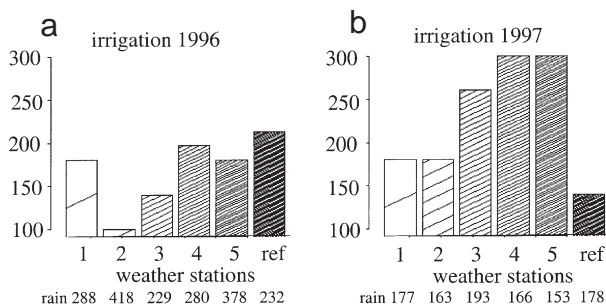 a
irrigation 1996
300
250
200
150
100
1 2 3 4 5 ref
weather stations
rain 288 418 229 280 378 232
b
irrigation 1997
300
250
200
150
100
1 2 3 4 5 ref
weather stations
rain 177 163 193 166 153 178